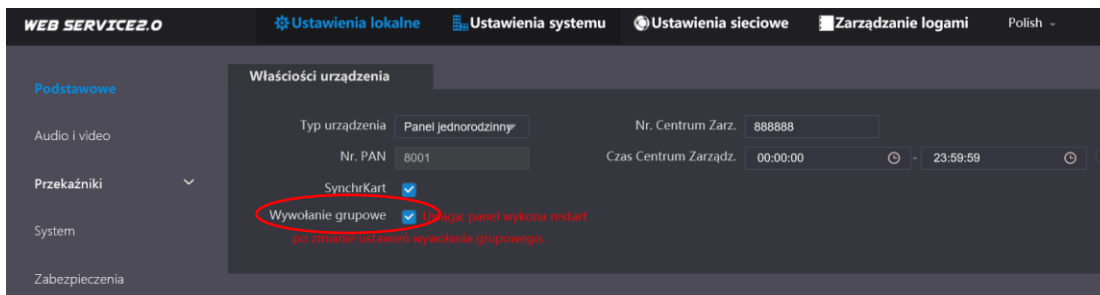 WEB SERVICE2.0 Ustawienia lokalne Ustawienia systemu Ustawienia sieciowe Zarządzanie logami Polish
Podstawowe
Audio i video
Przekaźniki
System
Zabezpieczenia
Właściości urządzenia
Typ urządzenia Panel jednorodzinny Nr. Centrum Zarz. 888888
Nr. PAN 8001 Czas Centrum Zarządz. 00:00:00 - 23:59:59
SynchrKart
Wywołanie grupowe Uwaga: panel wykona restart
po zmianie ustawień wywołania grupowego.